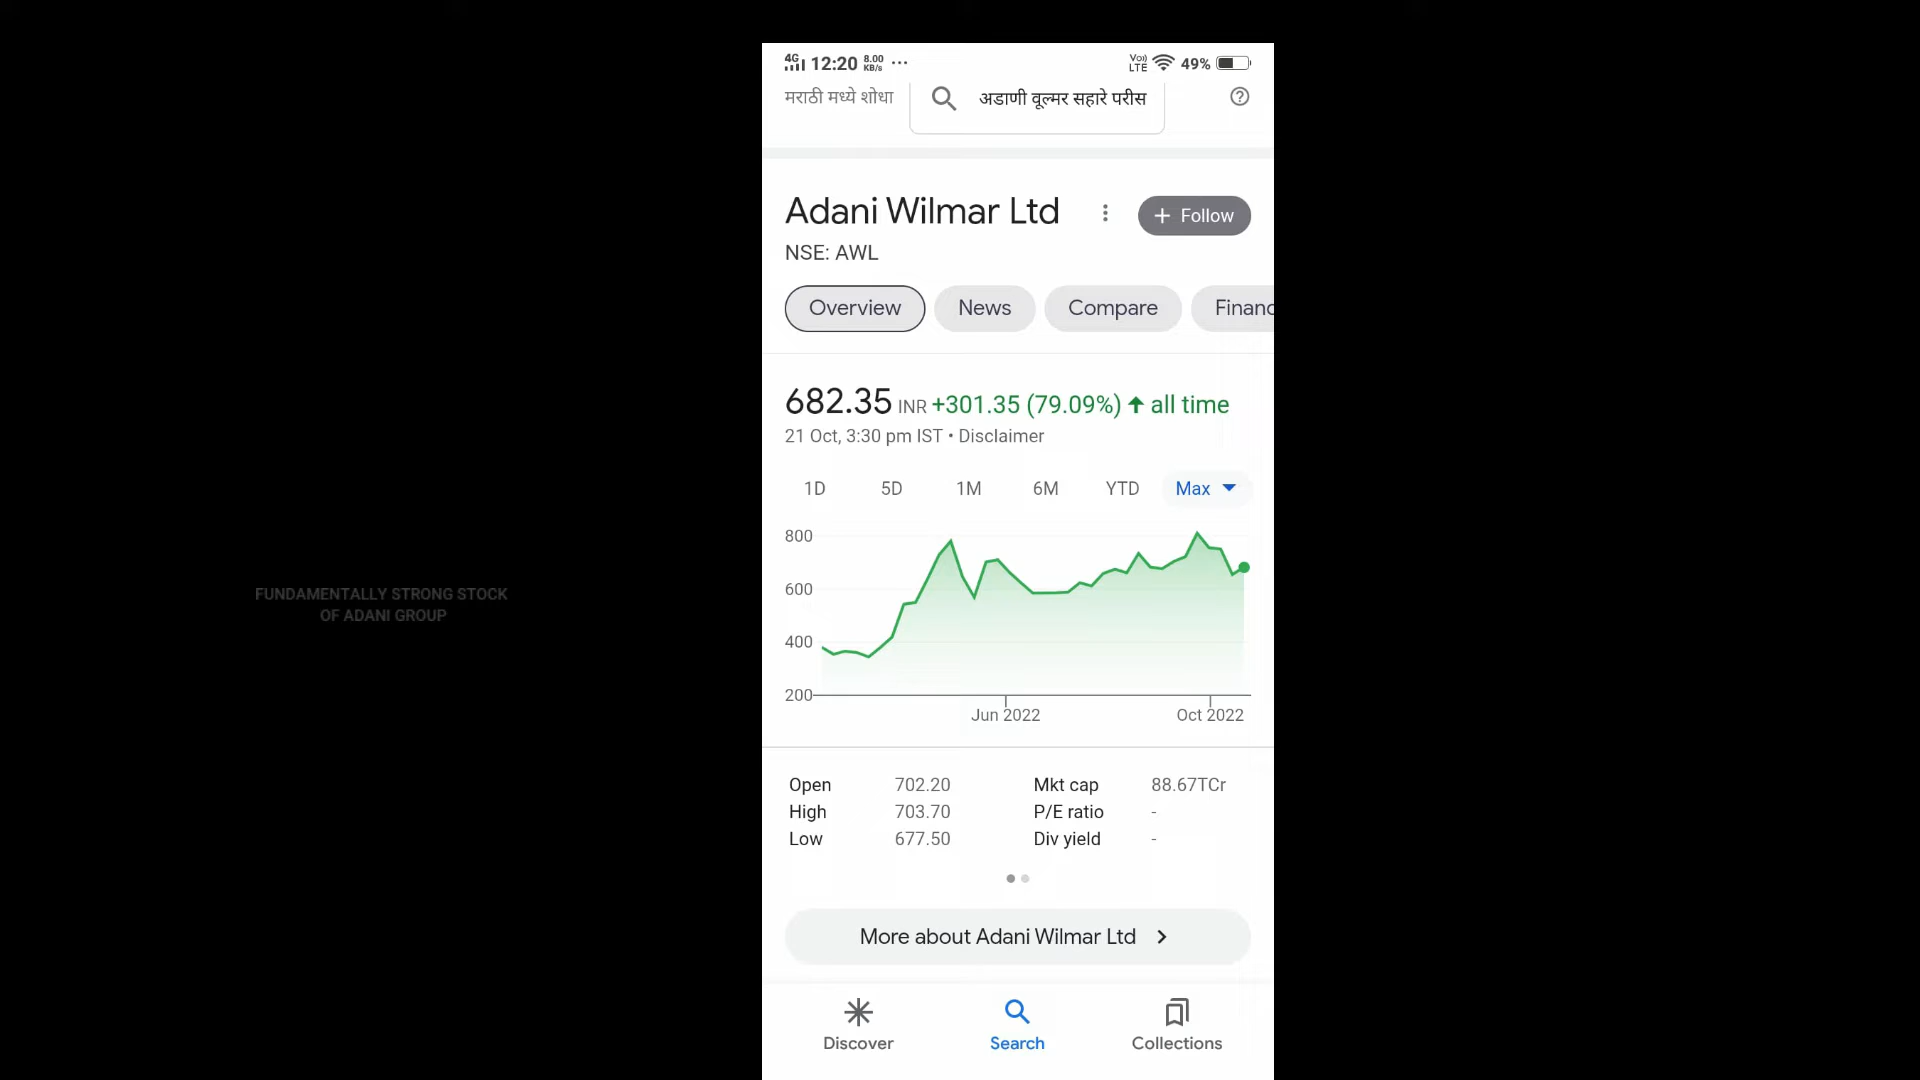 4G 12:20 8.00 KB/s ... Vo) LTE 49%
मराठी मध्ये शोधा अडाणी वूल्मर सहारे परीस
Adani Wilmar Ltd + Follow
NSE: AWL
Overview News Compare Financ
682.35 INR +301.35 (79.09%) ↑ all time
21 Oct, 3:30 pm IST • Disclaimer
1D 5D 1M 6M YTD Max
800
600
400
200
Jun 2022 Oct 2022
FUNDAMENTALLY STRONG STOCK
OF ADANI GROUP
Open 702.20 Mkt cap 88.67TCr
High 703.70 P/E ratio -
Low 677.50 Div yield -
More about Adani Wilmar Ltd >
Discover Search Collections